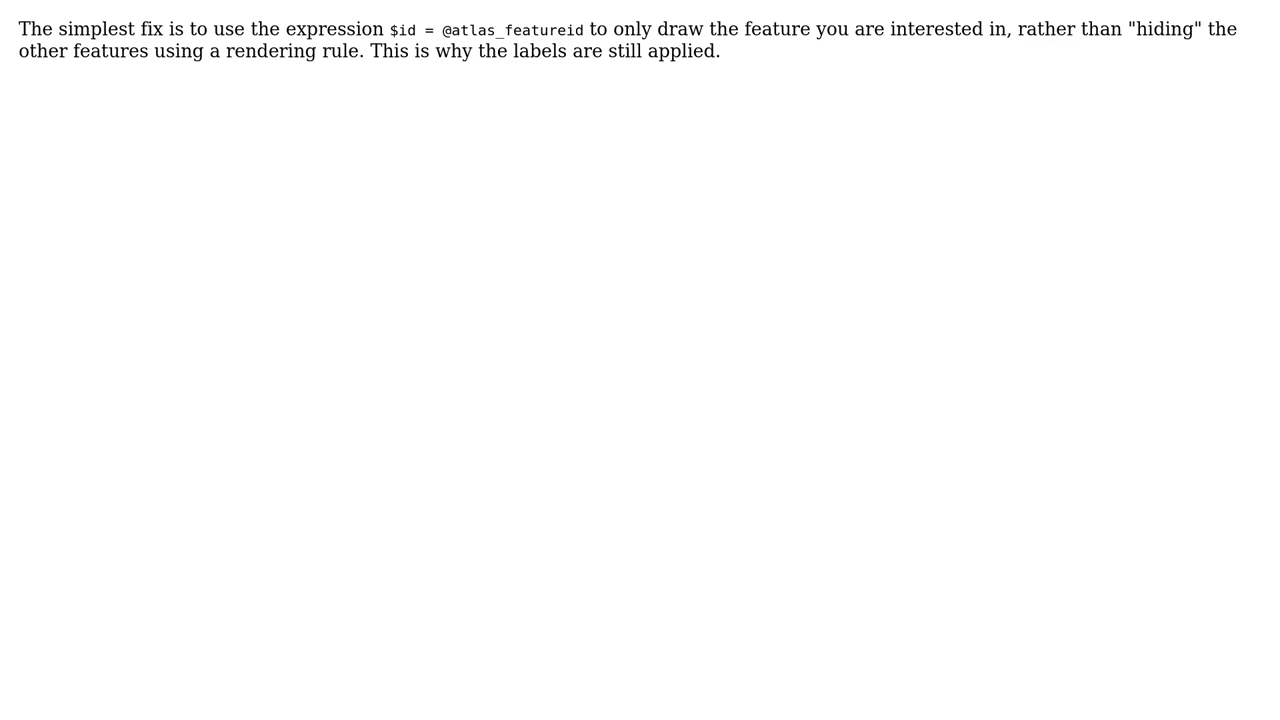 The simplest fix is to use the expression $id = @atlas_featureid to only draw the feature you are interested in, rather than "hiding" the
other features using a rendering rule. This is why the labels are still applied.